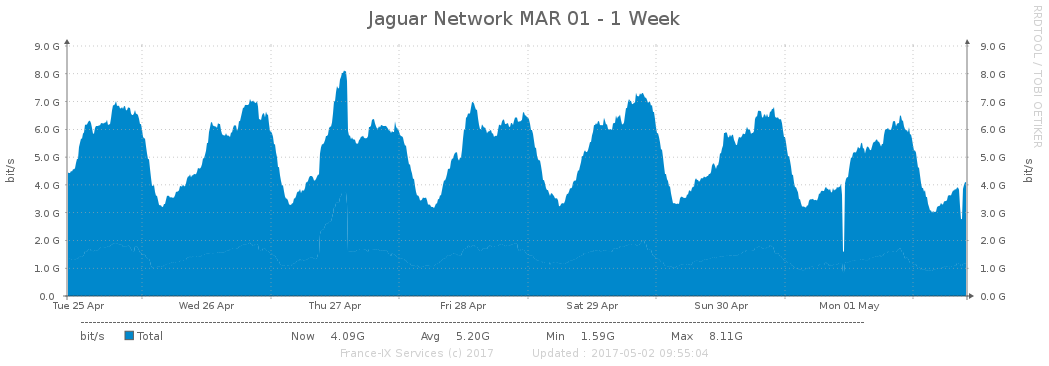 Jaguar Network MAR 01 - 1 Week
RRDTOOL / TOBI OETIKER
bit/s
9.0 G 9.0 G
8.0 G 8.0 G
7.0 G 7.0 G
6.0 G 6.0 G
5.0 G 5.0 G
4.0 G 4.0 G
3.0 G 3.0 G
2.0 G 2.0 G
1.0 G 1.0 G
0.0 0.0 G
bit/s
Tue 25 Apr Wed 26 Apr Thu 27 Apr Fri 28 Apr Sat 29 Apr Sun 30 Apr Mon 01 May
bit/s Total Now 4.09G Avg 5.20G Min 1.59G Max 8.11G
France-IX Services (c) 2017 Updated : 2017-05-02 09:55:04